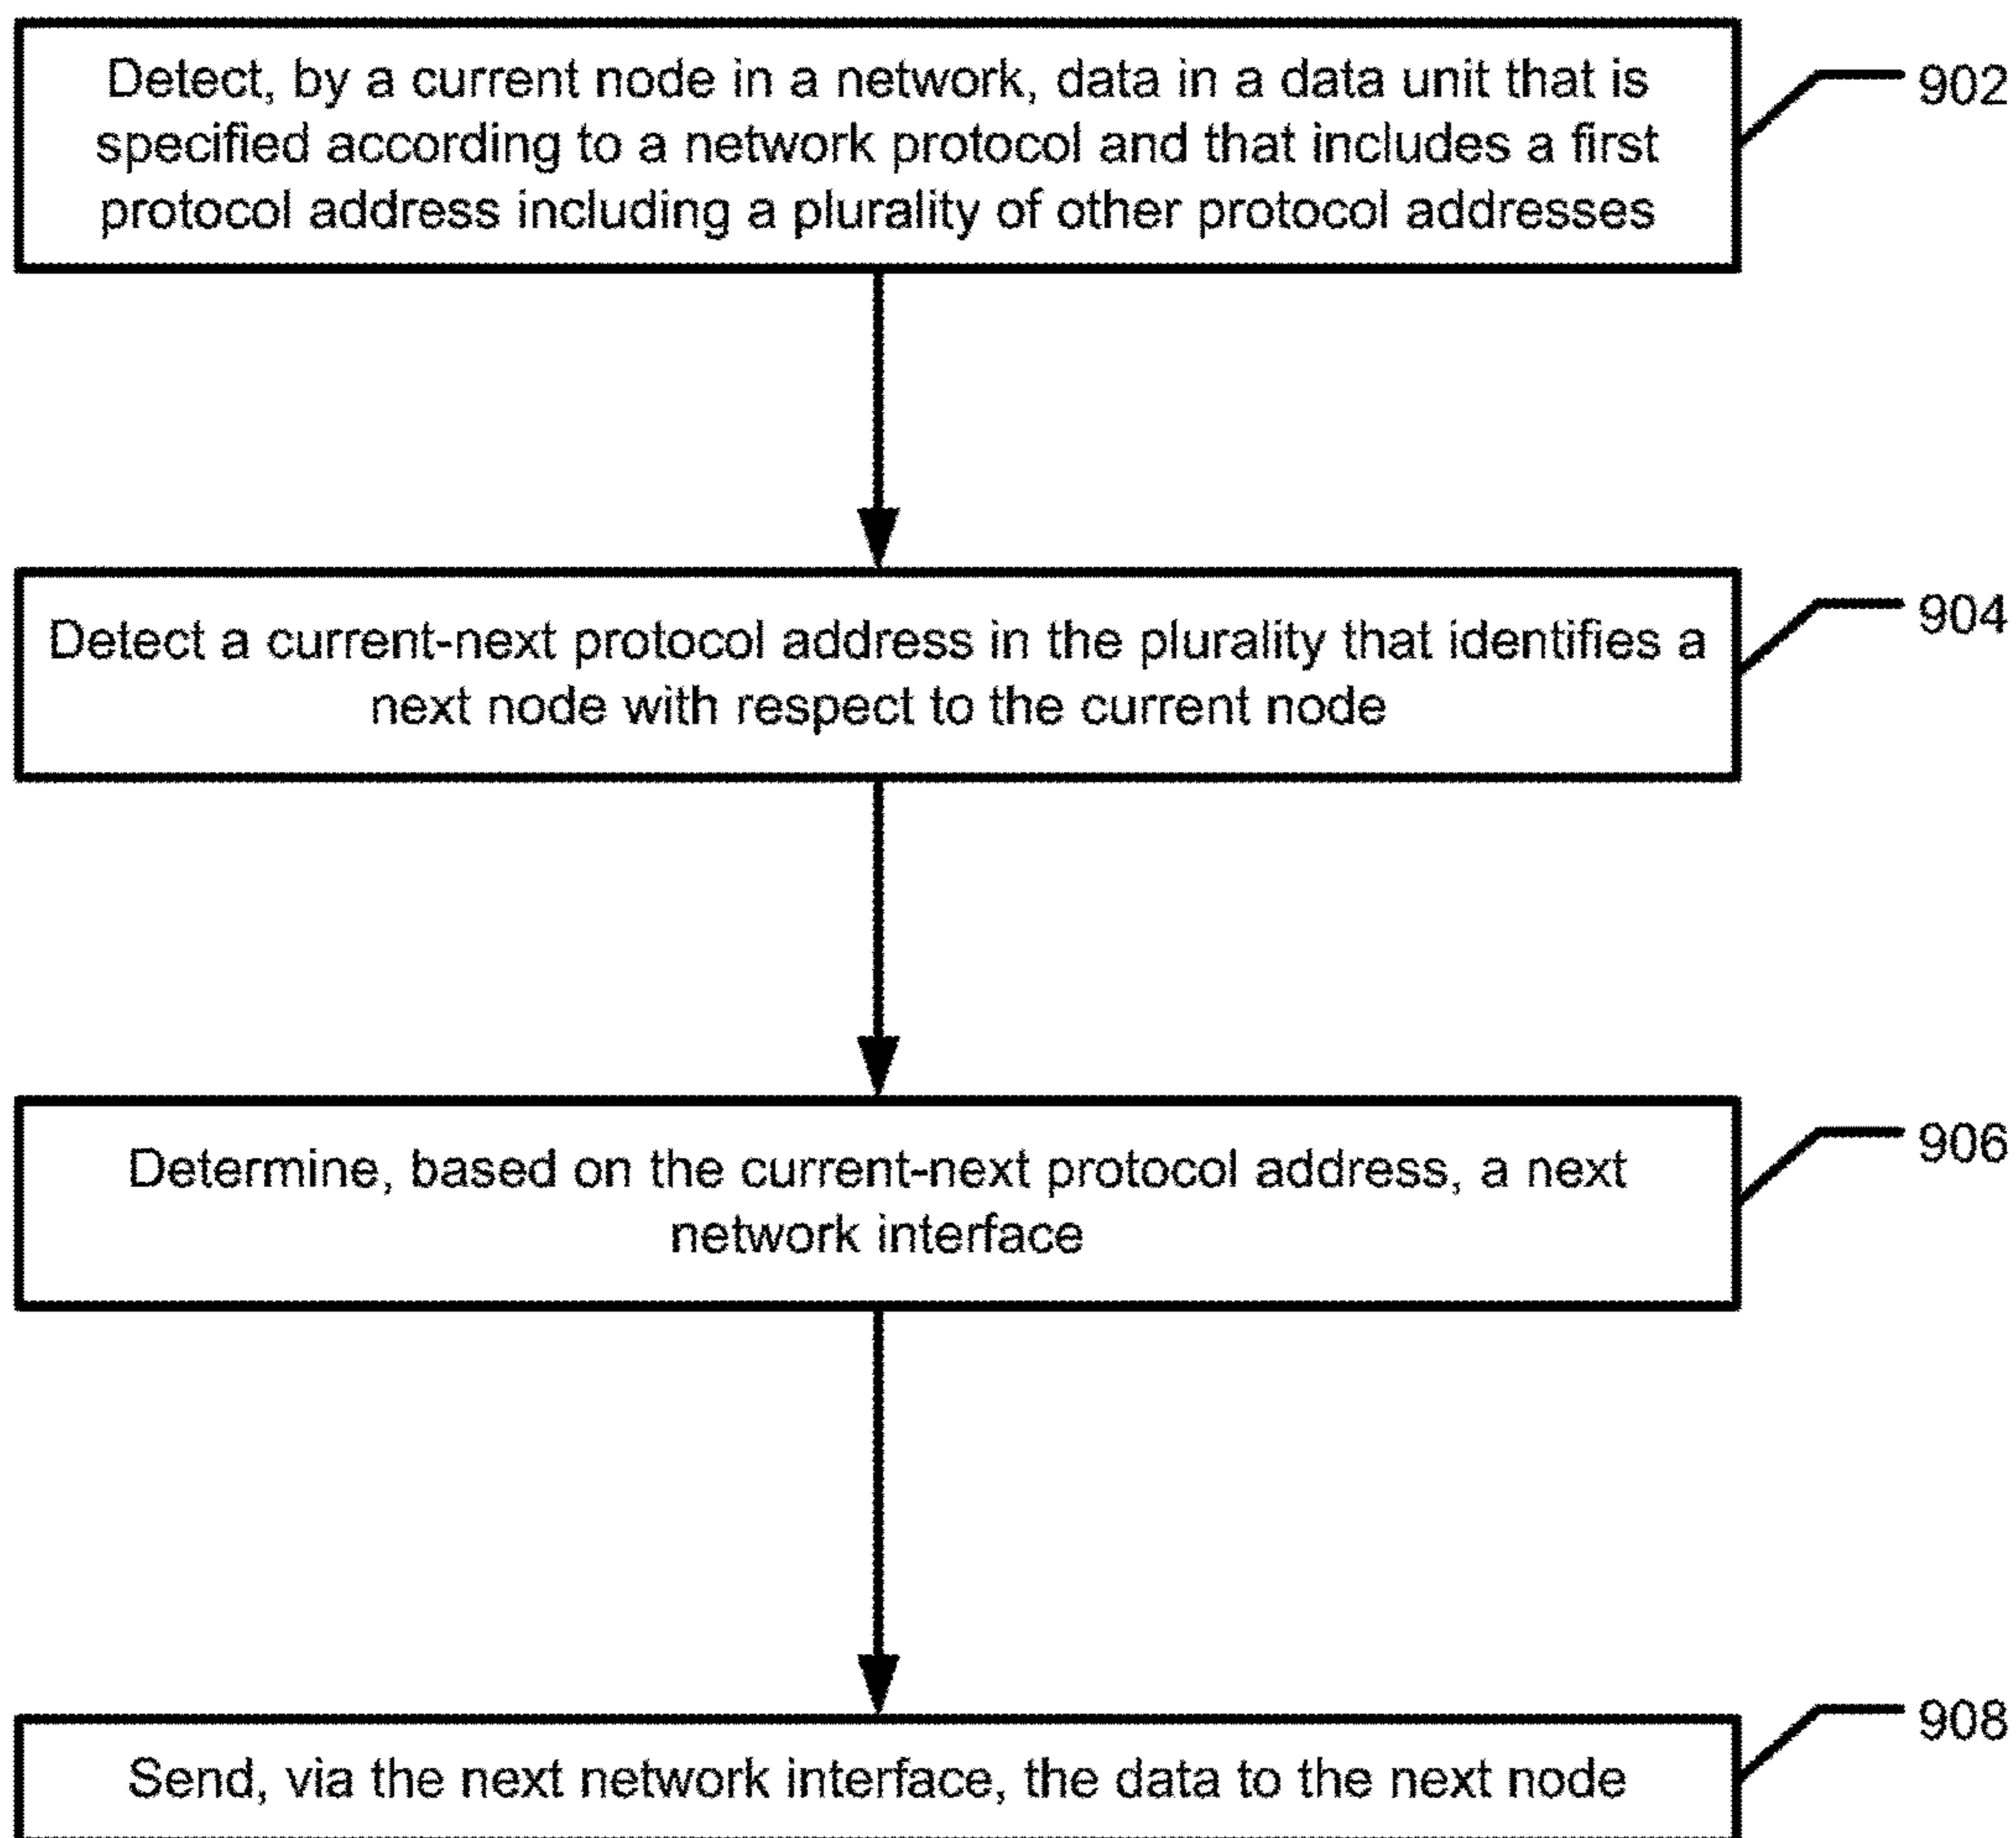 Detect, by a current node in a network, data in a data unit that is
specified according to a network protocol and that includes a first
protocol address including a plurality of other protocol addresses
902
Detect a current-next protocol address in the plurality that identifies a
next node with respect to the current node
904
Determine, based on the current-next protocol address, a next
network interface
906
Send, via the next network interface, the data to the next node
908